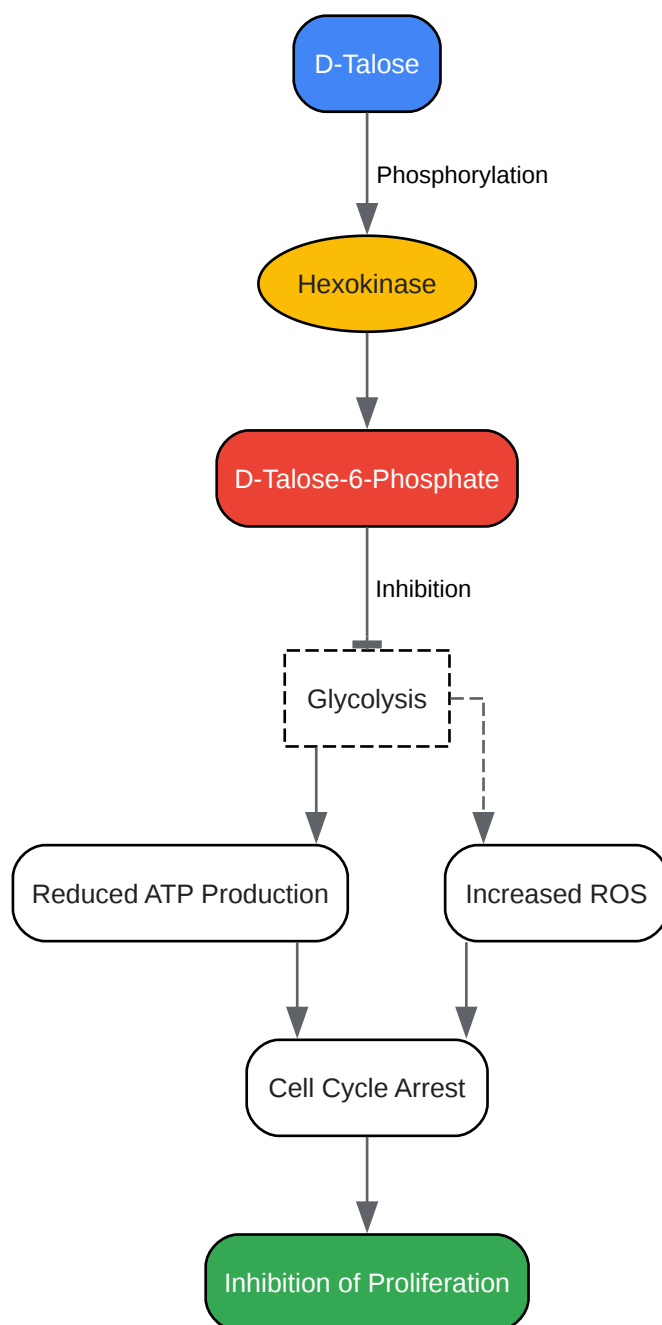 D-Talose
Phosphorylation
Hexokinase
D-Talose-6-Phosphate
Inhibition
Glycolysis
Reduced ATP Production
Increased ROS
Cell Cycle Arrest
Inhibition of Proliferation